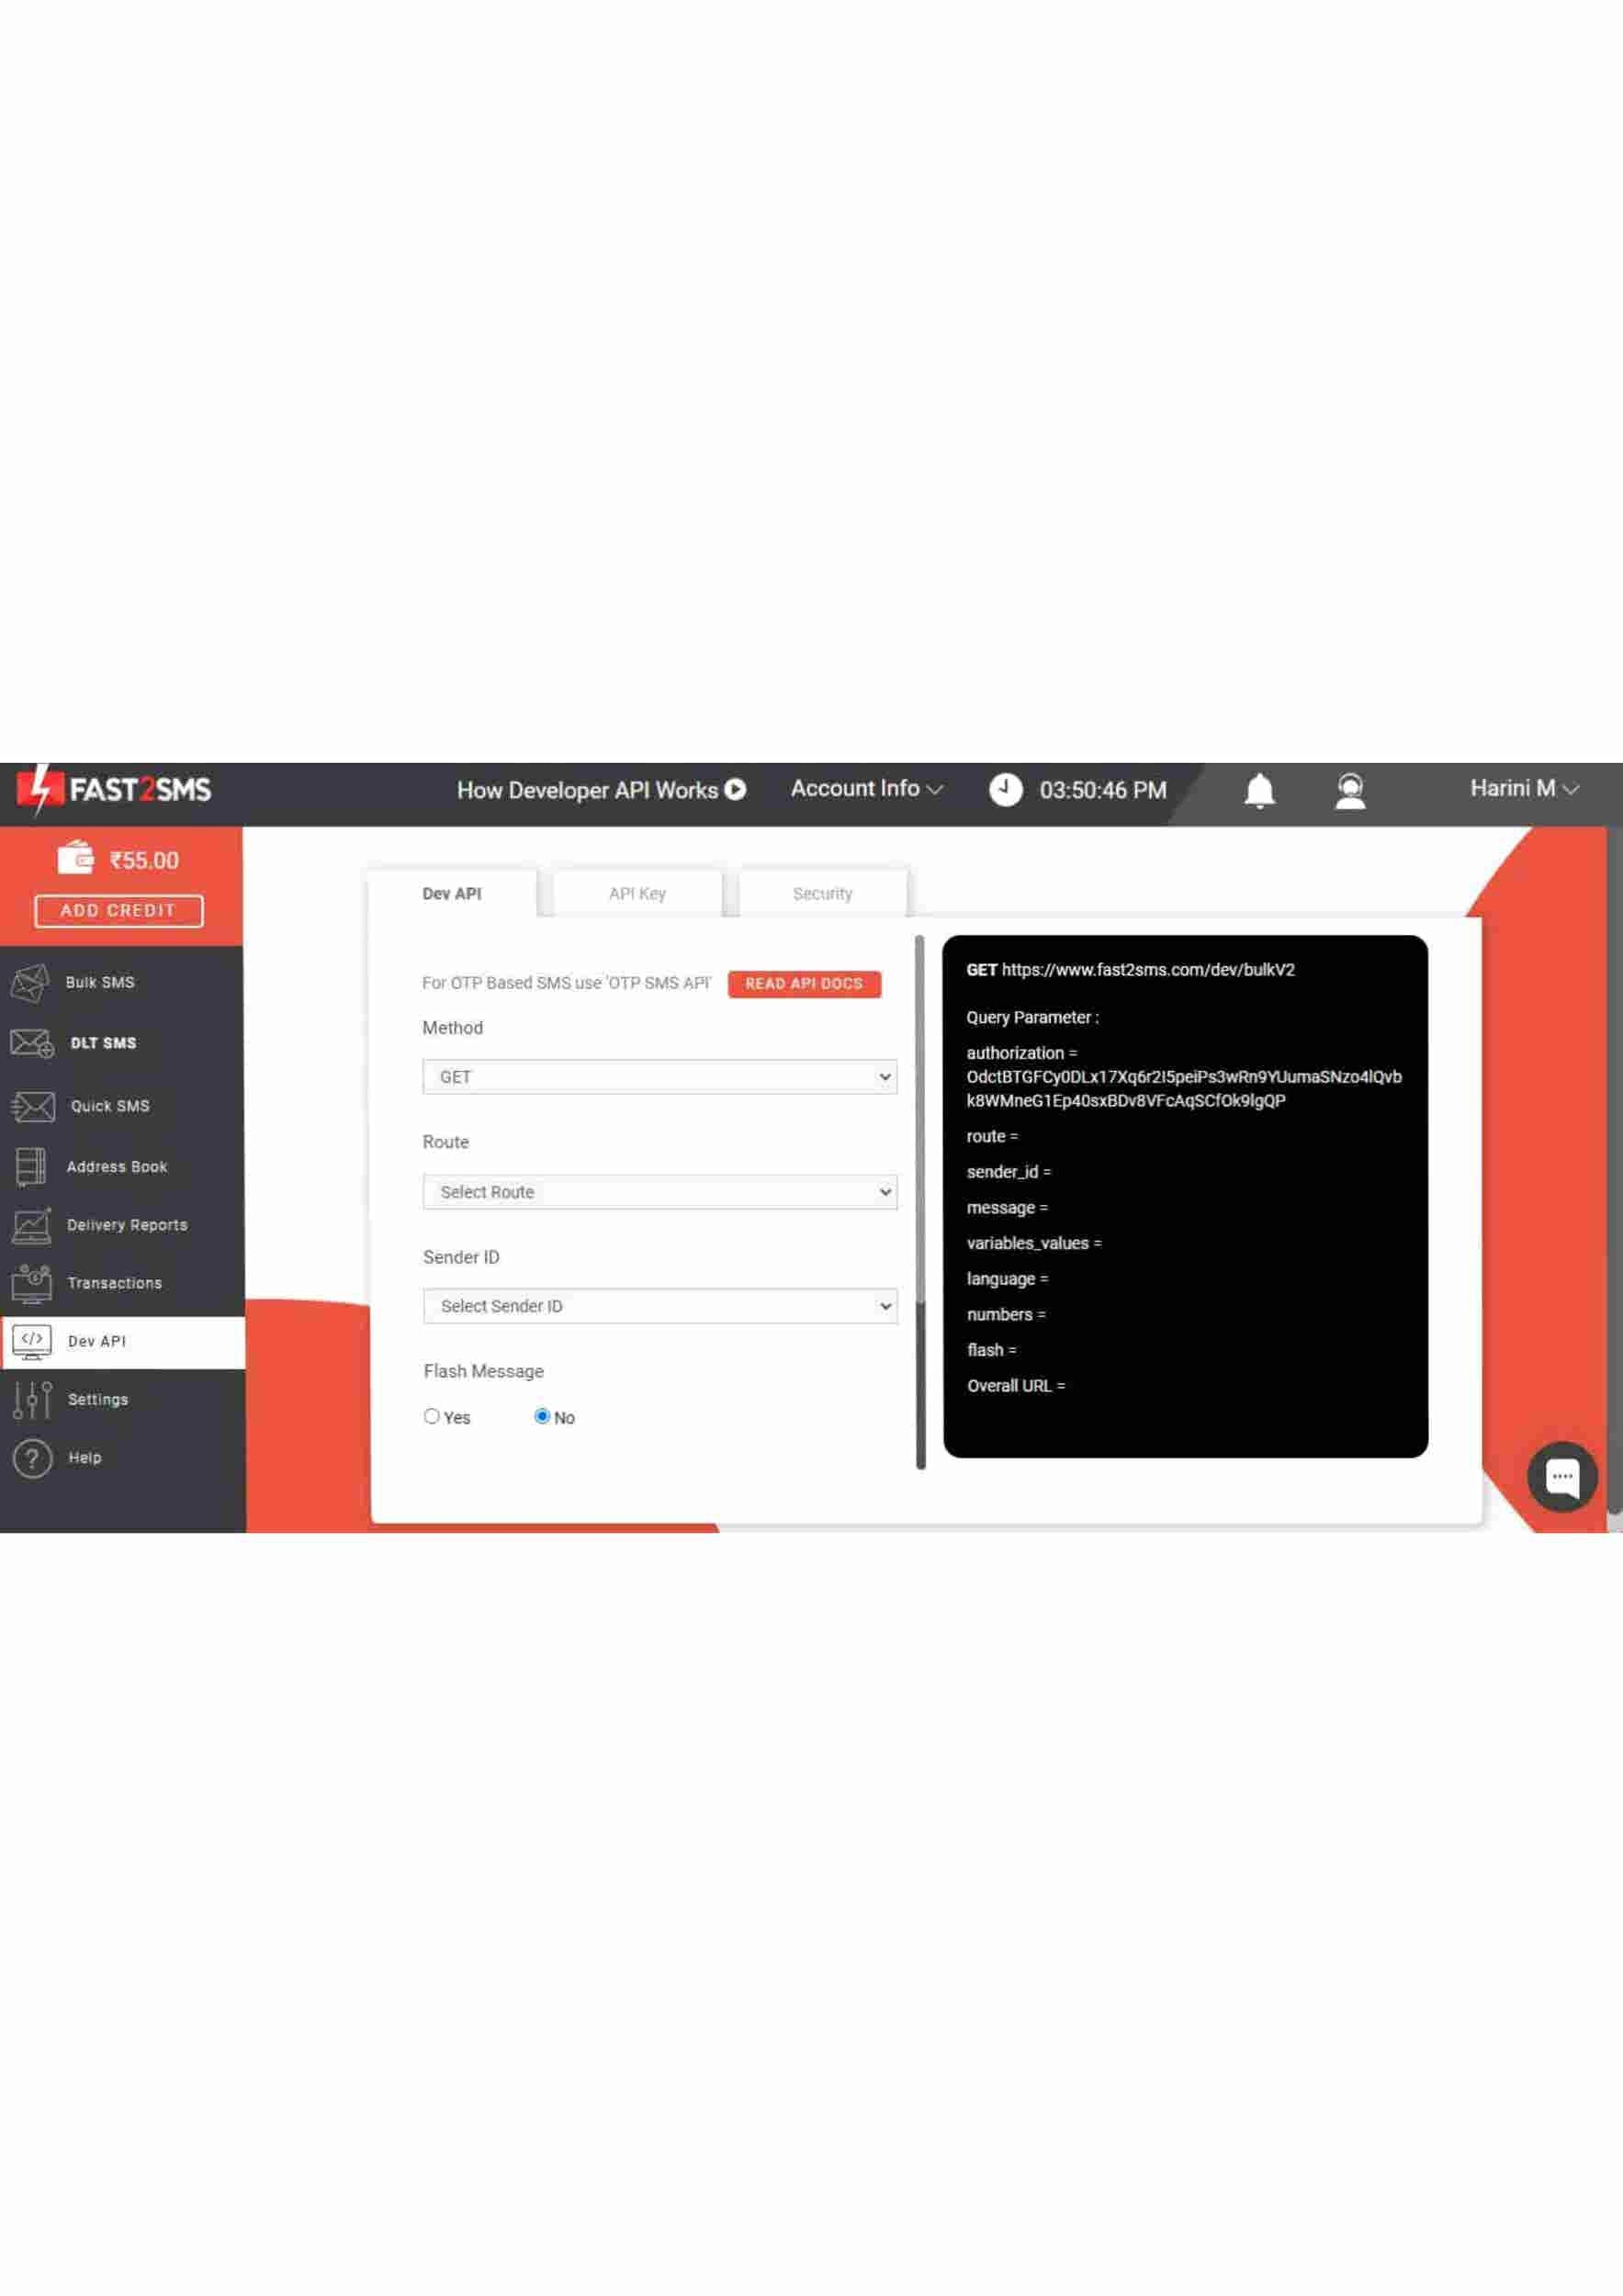 FAST2SMS
How Developer API Works
Account Info
03:50:46 PM
Harini M
₹55.00
ADD CREDIT
Bulk SMS
DLT SMS
Quick SMS
Address Book
Delivery Reports
Transactions
Dev API
Settings
Help
Dev API
API Key
Security
For OTP Based SMS use 'OTP SMS API'
READ API DOCS
Method
GET
Route
Select Route
Sender ID
Select Sender ID
Flash Message
Yes
No
GET https://www.fast2sms.com/dev/bulkV2
Query Parameter :
authorization =
OdctBTGFCy0DLx17Xq6r2I5peiPs3wRn9YUumaSNzo4lQvb
k8WMneG1Ep40sxBDv8VFcAqSCfOk9lgQP
route =
sender_id =
message =
variables_values =
language =
numbers =
flash =
Overall URL =